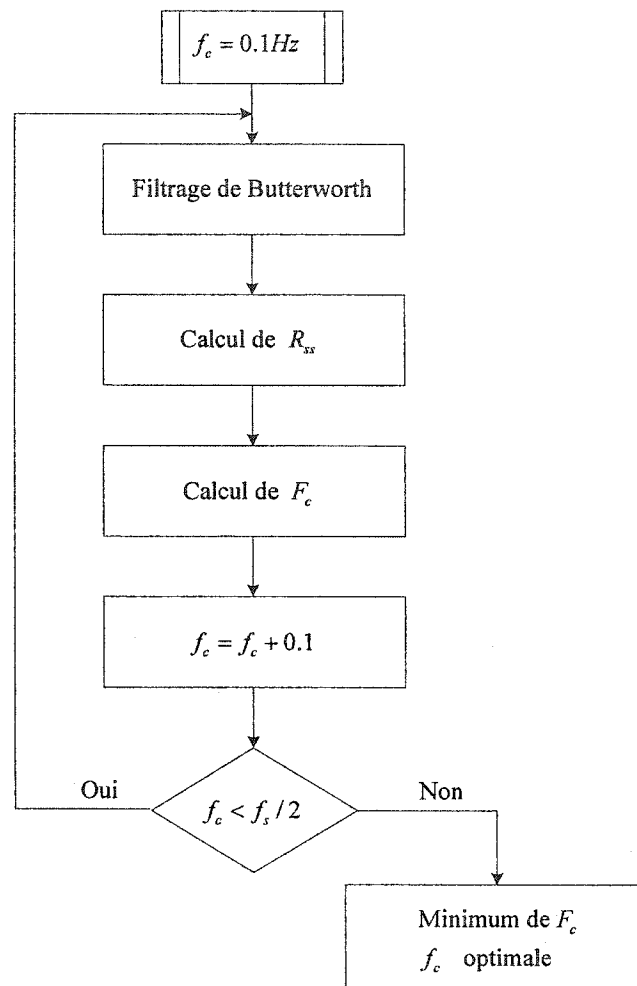 f_c = 0.1Hz
Filtrage de Butterworth
Calcul de R_ss
Calcul de F_c
f_c = f_c + 0.1
Oui
f_c < f_s / 2
Non
Minimum de F_c
f_c optimale